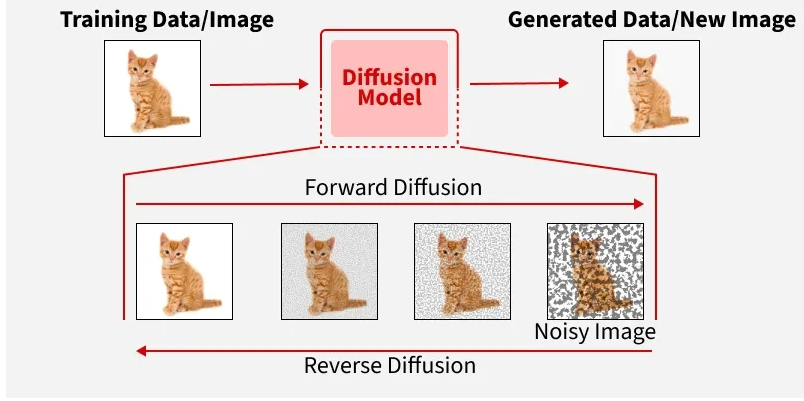 Training Data/Image
Generated Data/New Image
Diffusion
Model
Forward Diffusion
Noisy Image
Reverse Diffusion